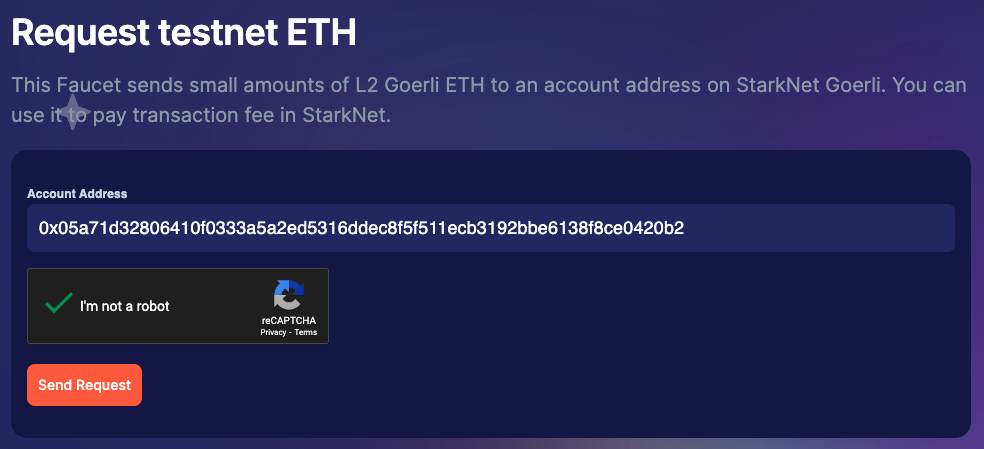 Request testnet ETH
This Faucet sends small amounts of L2 Goerli ETH to an account address on StarkNet Goerli. You can
use it to pay transaction fee in StarkNet.
Account Address
0x05a71d32806410f0333a5a2ed5316ddec8f5f511ecb3192bbe6138f8ce0420b2
I'm not a robot
reCAPTCHA
Privacy - Terms
Send Request